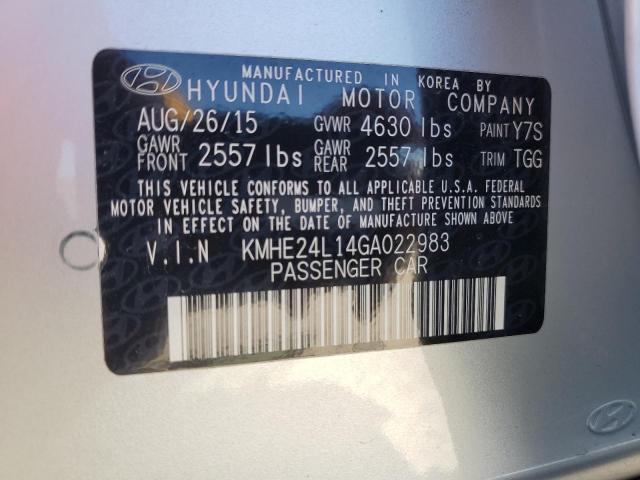 MANUFACTURED IN KOREA BY
HYUNDAI MOTOR COMPANY
AUG/26/15 GVWR 4630 lbs PAINT Y7S
GAWR FRONT 2557 lbs GAWR REAR 2557 lbs TRIM TGG
THIS VEHICLE CONFORMS TO ALL APPLICABLE U.S.A. FEDERAL
MOTOR VEHICLE SAFETY, BUMPER, AND THEFT PREVENTION STANDARDS
IN EFFECT ON THE DATE OF MANUFACTURE SHOWN ABOVE.
V.I.N KMHE24L14GA022983
PASSENGER CAR